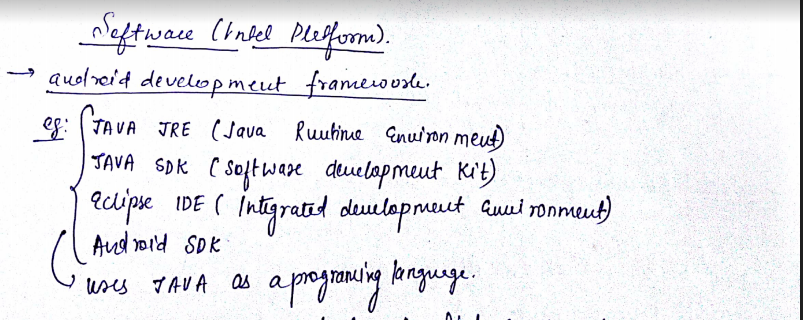 Software (Intel Platform).
→ android development framework.
eg: JAVA JRE (Java Runtime Environment)
JAVA SDK (Software development Kit)
eclipse IDE (Integrated development Environment)
Android SDK
uses JAVA as a programing language.